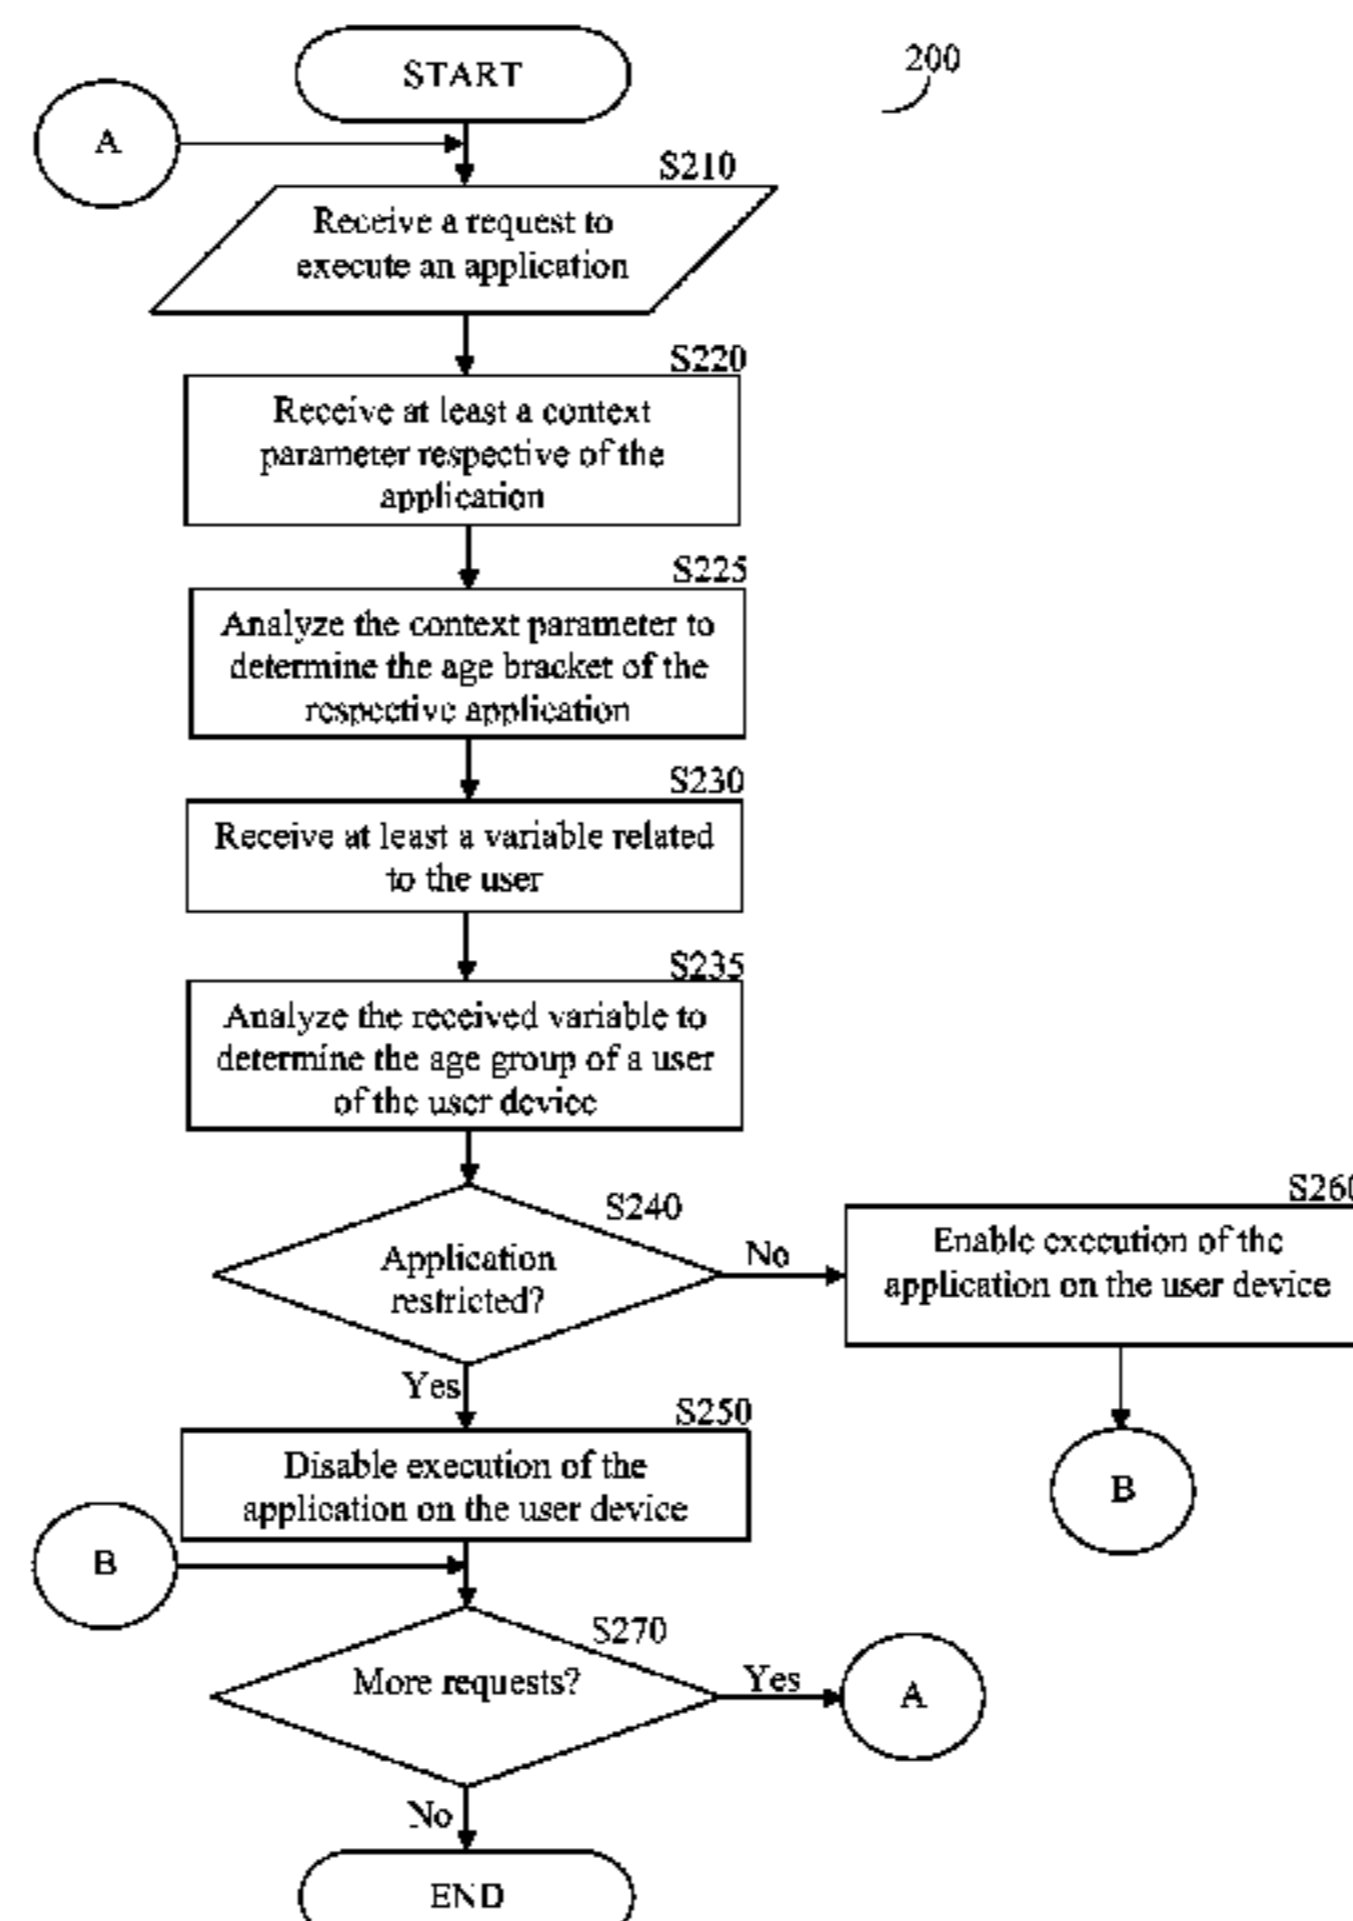 START
200
A
S210
Receive a request to
execute an application
S220
Receive at least a context
parameter respective of the
application
S225
Analyze the context parameter to
determine the age bracket of the
respective application
S230
Receive at least a variable related
to the user
S235
Analyze the received variable to
determine the age group of a user
of the user device
S240
Application
restricted?
No
S260
Enable execution of the
application on the user device
Yes
S250
Disable execution of the
application on the user device
B
B
S270
More requests?
Yes
A
No
END